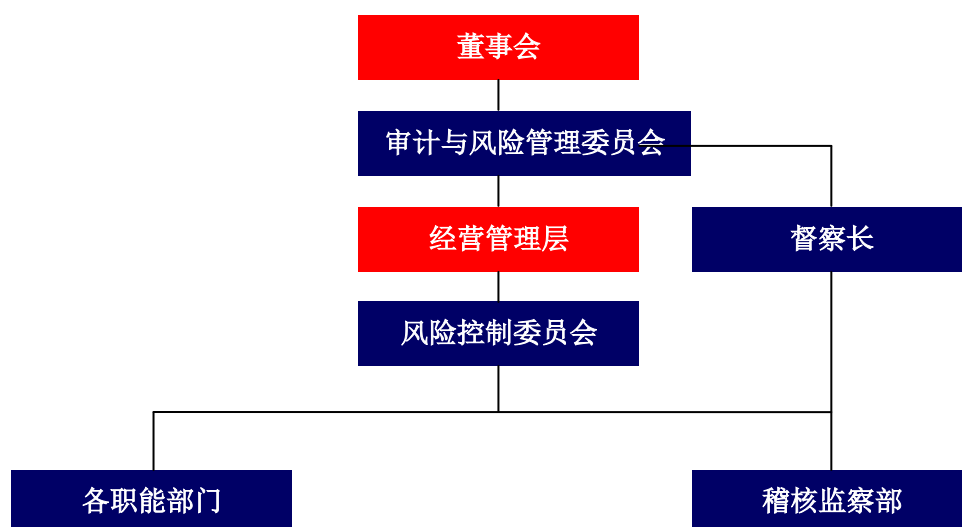 董事会
审计与风险管理委员会
经营管理层
督察长
风险控制委员会
各职能部门
稽核监察部